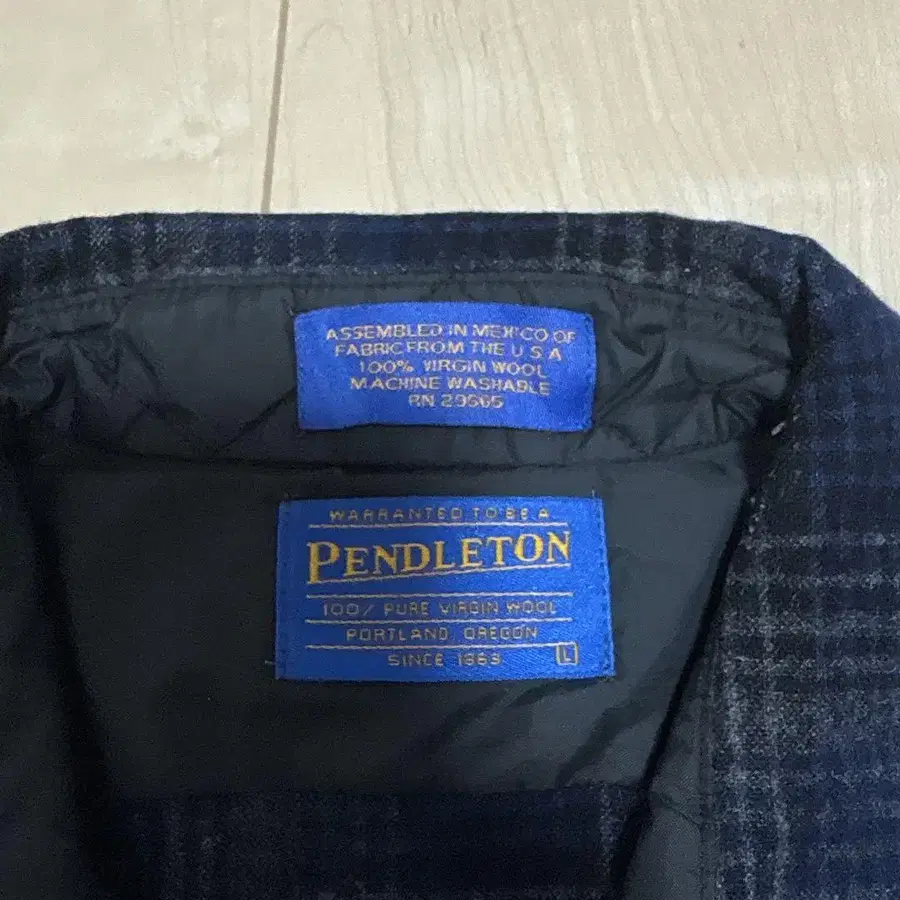 ASSEMBLED IN MEXICO OF
FABRIC FROM THE U S A
100% VIRGIN WOOL
MACHINE WASHABLE
RN 29565
WARRANTED TO BE A
PENDLETON
100% PURE VIRGIN WOOL
PORTLAND, OREGON
SINCE 1863
L